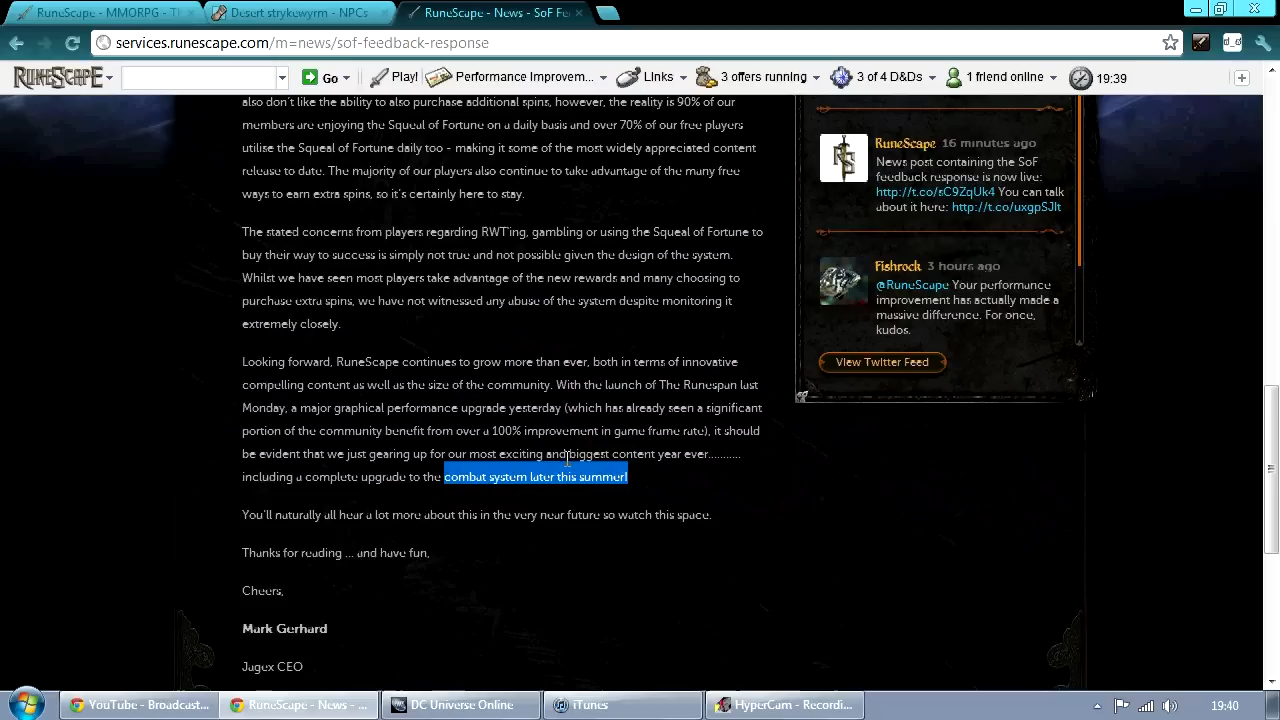 RuneScape - MMORPG - Th
Desert strykewyrm - NPCs
RuneScape - News - SoF Fe
services.runescape.com/m=news/sof-feedback-response
RUNESCAPE
Go
Play!
Performance Improvem...
Links
3 offers running
4 of 4 D&Ds
1 friend online
19:39
also don't like the ability to also purchase additional spins, however, the reality is 90% of our
members are enjoying the Squeal of Fortune on a daily basis and over 70% of our free players
utilise the Squeal of Fortune daily too - making it some of the most widely appreciated content
release to date. The majority of our players also continue to take advantage of the many free
ways to earn extra spins, so it's certainly here to stay.
The stated concerns from players regarding RWT'ing, gambling or using the Squeal of Fortune to
buy their way to success is simply not true and not possible given the design of the system.
Whilst we have seen most players take advantage of the new rewards and many choosing to
purchase extra spins, we have not witnessed any abuse of the system despite monitoring it
extremely closely.
Looking forward, RuneScape continues to grow more than ever, both in terms of innovative
compelling content as well as the size of the community. With the launch of The Runespan last
Monday, a major graphical performance upgrade yesterday (which has already seen a significant
portion of the community benefit from over a 100% improvement in game frame rate), it should
be evident that we just gearing up for our most exciting and biggest content year ever..........
including a complete upgrade to the combat system later this summer!
You'll naturally all hear a lot more about this in the very near future so watch this space.
Thanks for reading ... and have fun,
Cheers,
Mark Gerhard
Jagex CEO
RuneScape 16 minutes ago
News post containing the SoF
feedback response is now live:
http://t.co/sC9ZqUk4 You can talk
about it here: http://t.co/uxgpSJIt
Fishrock 3 hours ago
@RuneScape Your performance
improvement has actually made a
massive difference. For once,
kudos.
View Twitter Feed
YouTube - Broadcast...
RuneScape - News - ...
DC Universe Online
iTunes
HyperCam - Recordi...
19:40